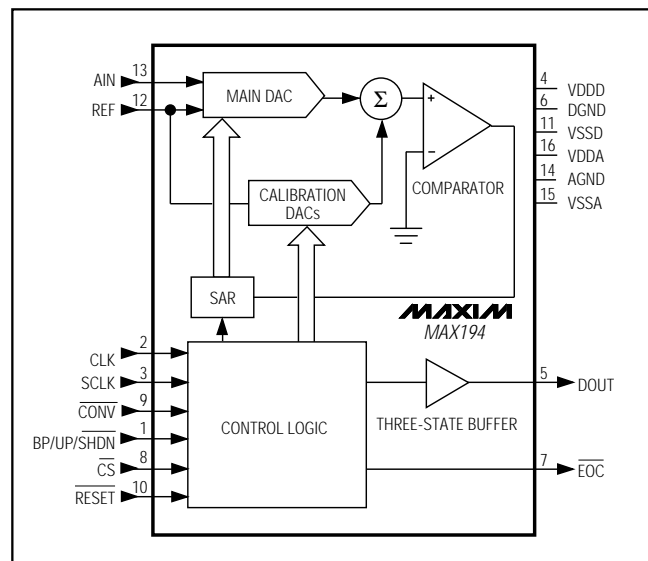 13
AIN
12
REF
MAIN DAC
Σ
+
−
COMPARATOR
CALIBRATION
DACs
4
VDDD
6
DGND
11
VSSD
16
VDDA
14
AGND
15
VSSA
SAR
MAXIM
MAX194
2
CLK
3
SCLK
9
CONV
1
BP/UP/SHDN
8
CS
10
RESET
CONTROL LOGIC
THREE-STATE BUFFER
5
DOUT
7
EOC